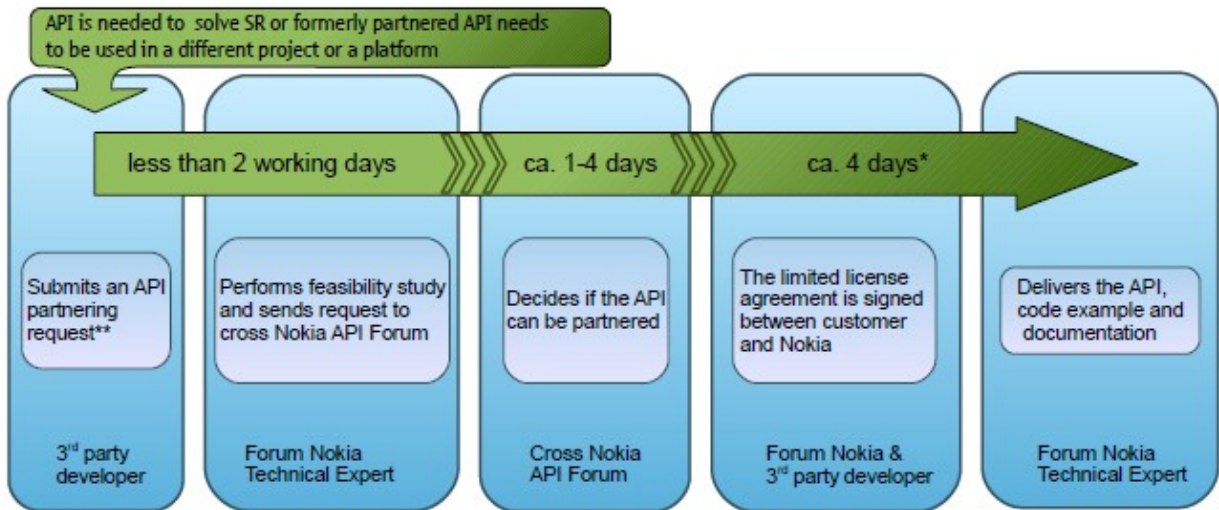 API is needed to solve SR or formerly partnered API needs
to be used in a different project or a platform
less than 2 working days
ca. 1-4 days
ca. 4 days*
Submits an API
partnering
request**
Performs feasibility study
and sends request to
cross Nokia API Forum
Decides if the API
can be partnered
The limited license
agreement is signed
between customer
and Nokia
Delivers the API,
code example and
documentation
3rd party
developer
Forum Nokia
Technical Expert
Cross Nokia
API Forum
Forum Nokia &
3rd party developer
Forum Nokia
Technical Expert